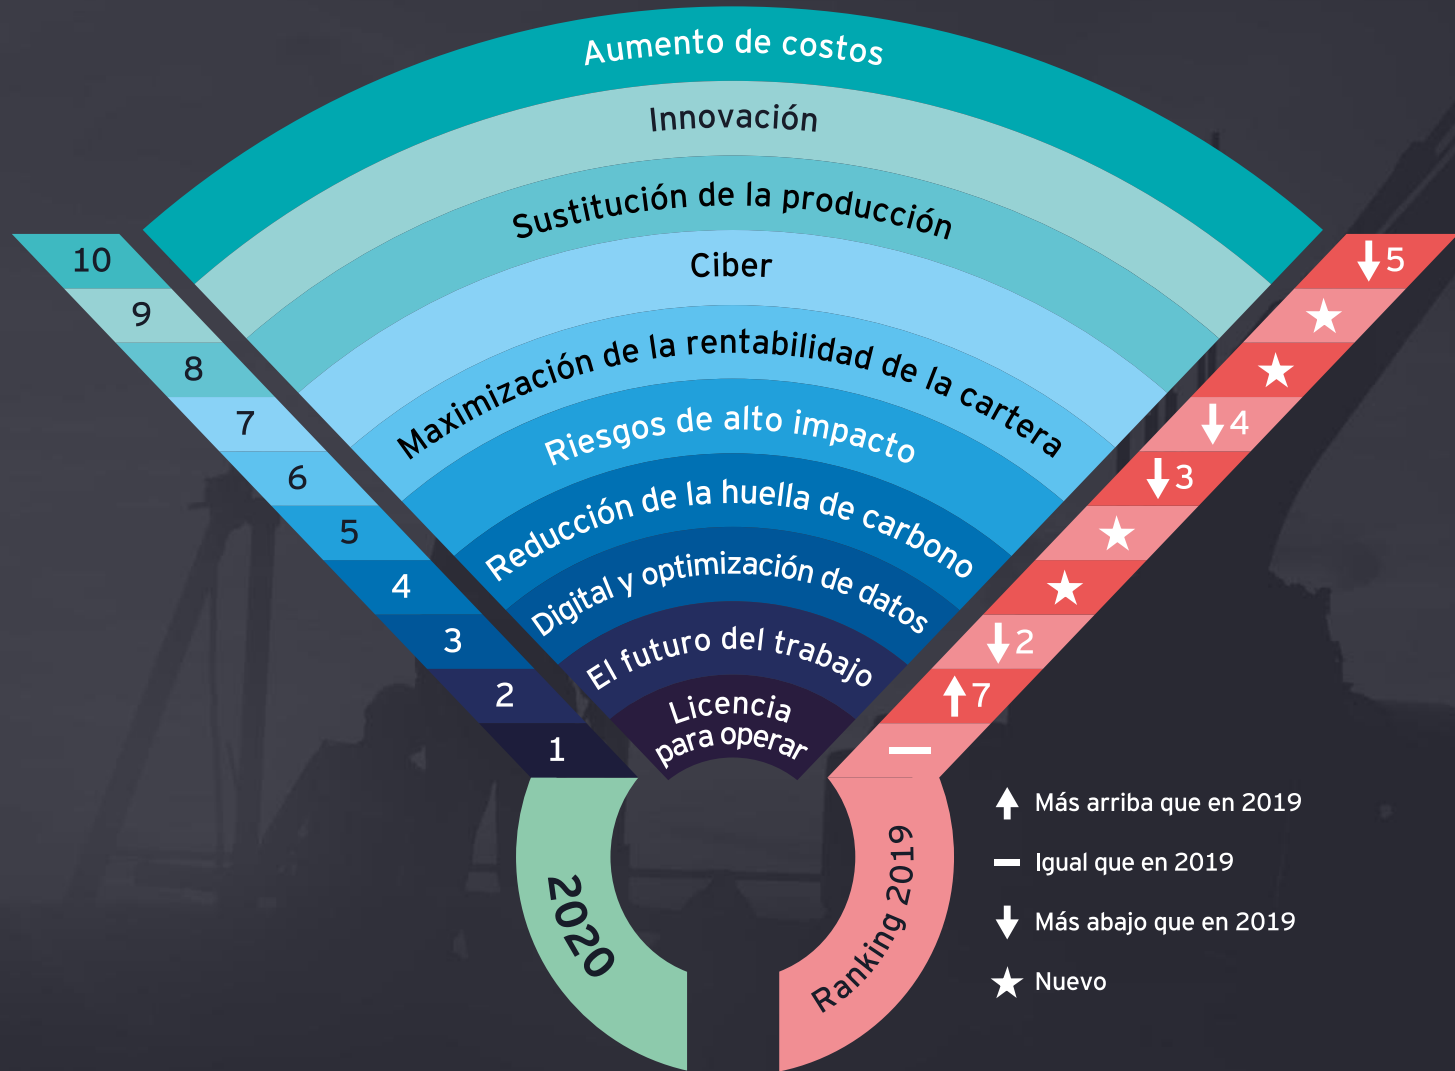 Aumento de costos
Innovación
Sustitución de la producción
Ciber
Maximización de la rentabilidad de la cartera
Riesgos de alto impacto
Reducción de la huella de carbono
Digital y optimización de datos
El futuro del trabajo
Licencia
para operar
10
9
8
7
6
5
4
3
2
1
2020
5
4
3
2
7
Ranking 2019
Más arriba que en 2019
Igual que en 2019
Más abajo que en 2019
Nuevo